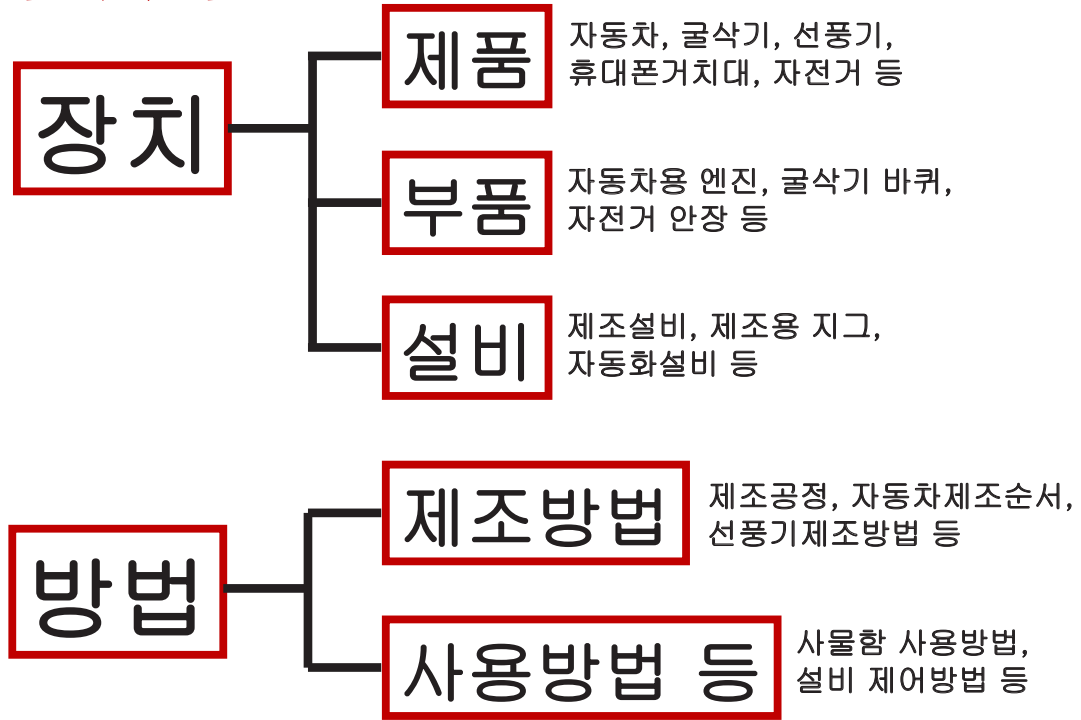 장치
제품
자동차, 굴삭기, 선풍기,
휴대폰거치대, 자전거 등
부품
자동차용 엔진, 굴삭기 바퀴,
자전거 안장 등
설비
제조설비, 제조용 지그,
자동화설비 등
방법
제조방법
제조공정, 자동차제조순서,
선풍기제조방법 등
사용방법 등
사물함 사용방법,
설비 제어방법 등